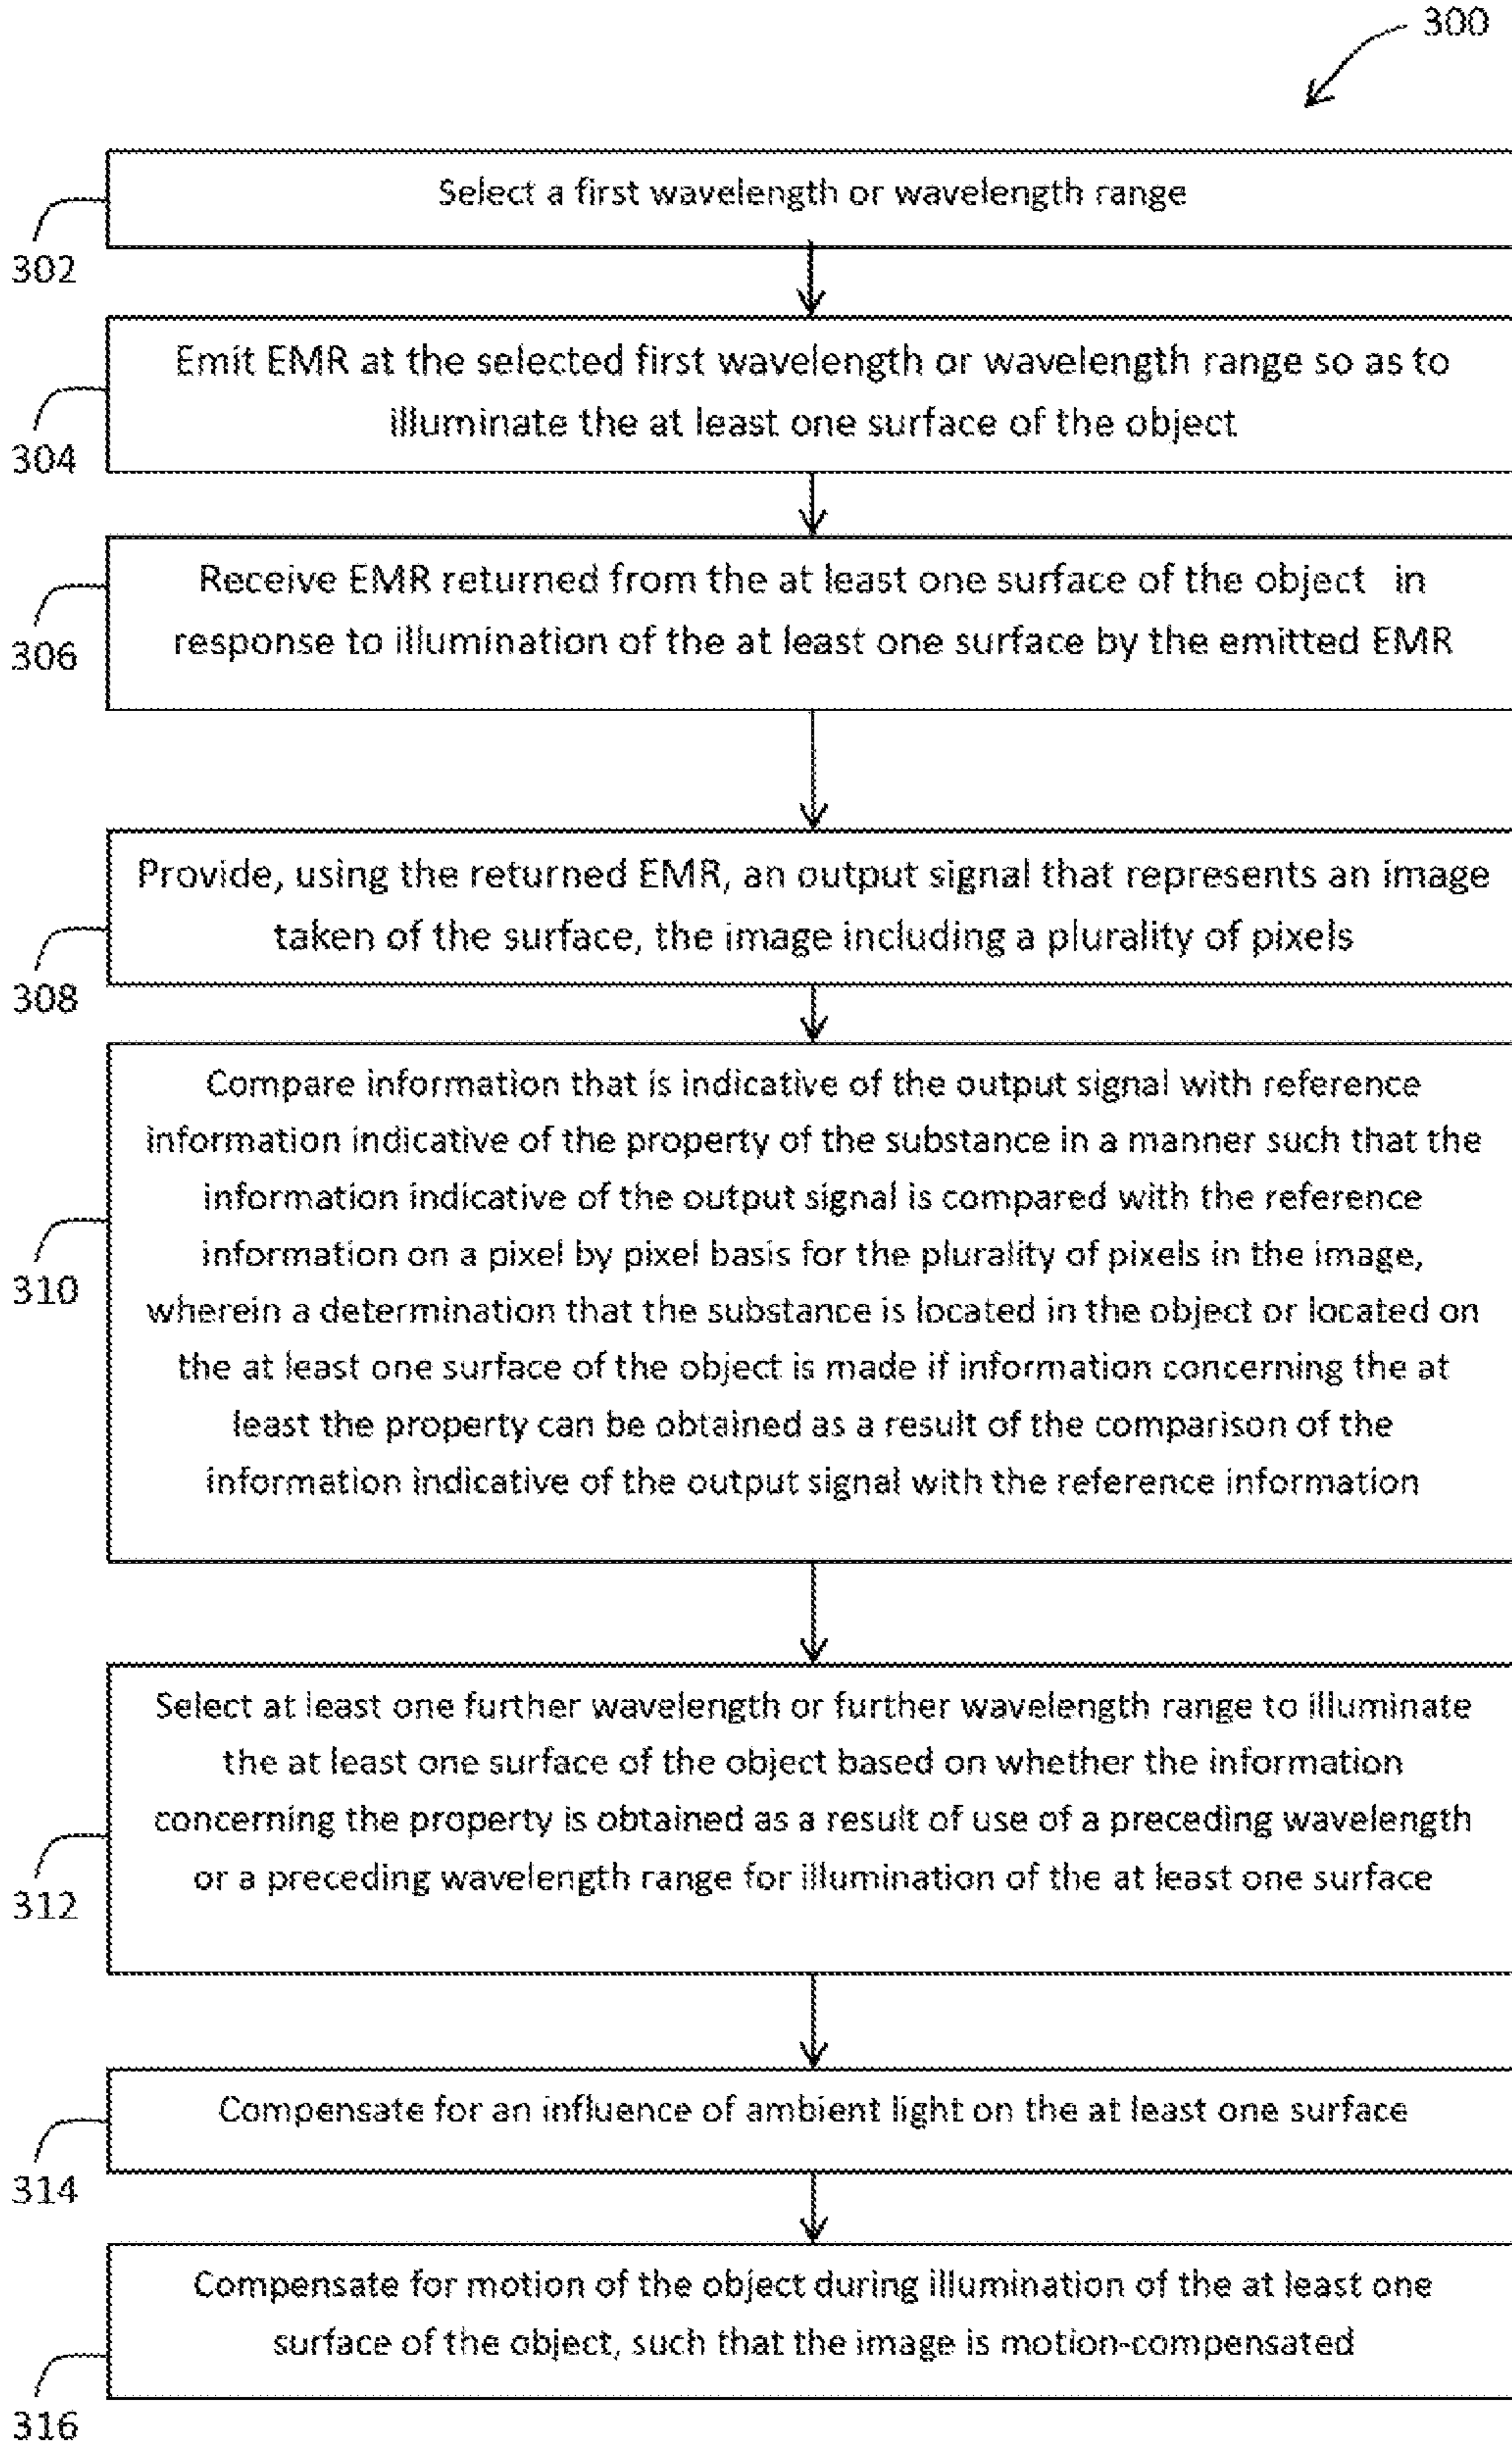 300
Select a first wavelength or wavelength range
302
Emit EMR at the selected first wavelength or wavelength range so as to
illuminate the at least one surface of the object
304
Receive EMR returned from the at least one surface of the object in
response to illumination of the at least one surface by the emitted EMR
306
Provide, using the returned EMR, an output signal that represents an image
taken of the surface, the image including a plurality of pixels
308
Compare information that is indicative of the output signal with reference
information indicative of the property of the substance in a manner such that the
information indicative of the output signal is compared with the reference
information on a pixel by pixel basis for the plurality of pixels in the image,
wherein a determination that the substance is located in the object or located on
the at least one surface of the object is made if information concerning the at
least the property can be obtained as a result of the comparison of the
information indicative of the output signal with the reference information
310
Select at least one further wavelength or further wavelength range to illuminate
the at least one surface of the object based on whether the information
concerning the property is obtained as a result of use of a preceding wavelength
or a preceding wavelength range for illumination of the at least one surface
312
Compensate for an influence of ambient light on the at least one surface
314
Compensate for motion of the object during illumination of the at least one
surface of the object, such that the image is motion-compensated
316